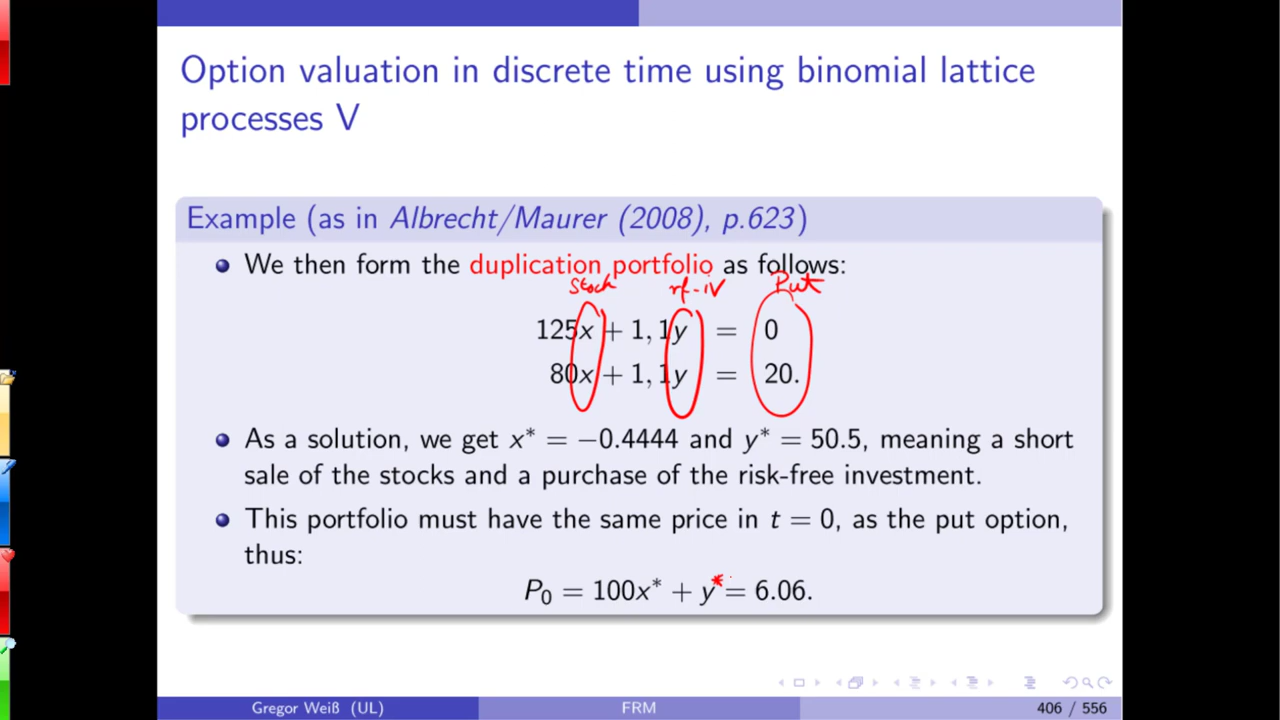 Option valuation in discrete time using binomial lattice
processes V
Example (as in Albrecht/Maurer (2008), p.623)
We then form the duplication portfolio as follows:
Stock rf-IV Put
125x + 1, 1y = 0
80x + 1, 1y = 20.
As a solution, we get x* = −0.4444 and y* = 50.5, meaning a short
sale of the stocks and a purchase of the risk-free investment.
This portfolio must have the same price in t = 0, as the put option,
thus:
P₀ = 100x* + y* = 6.06.
Gregor Weiß (UL) FRM 406 / 556